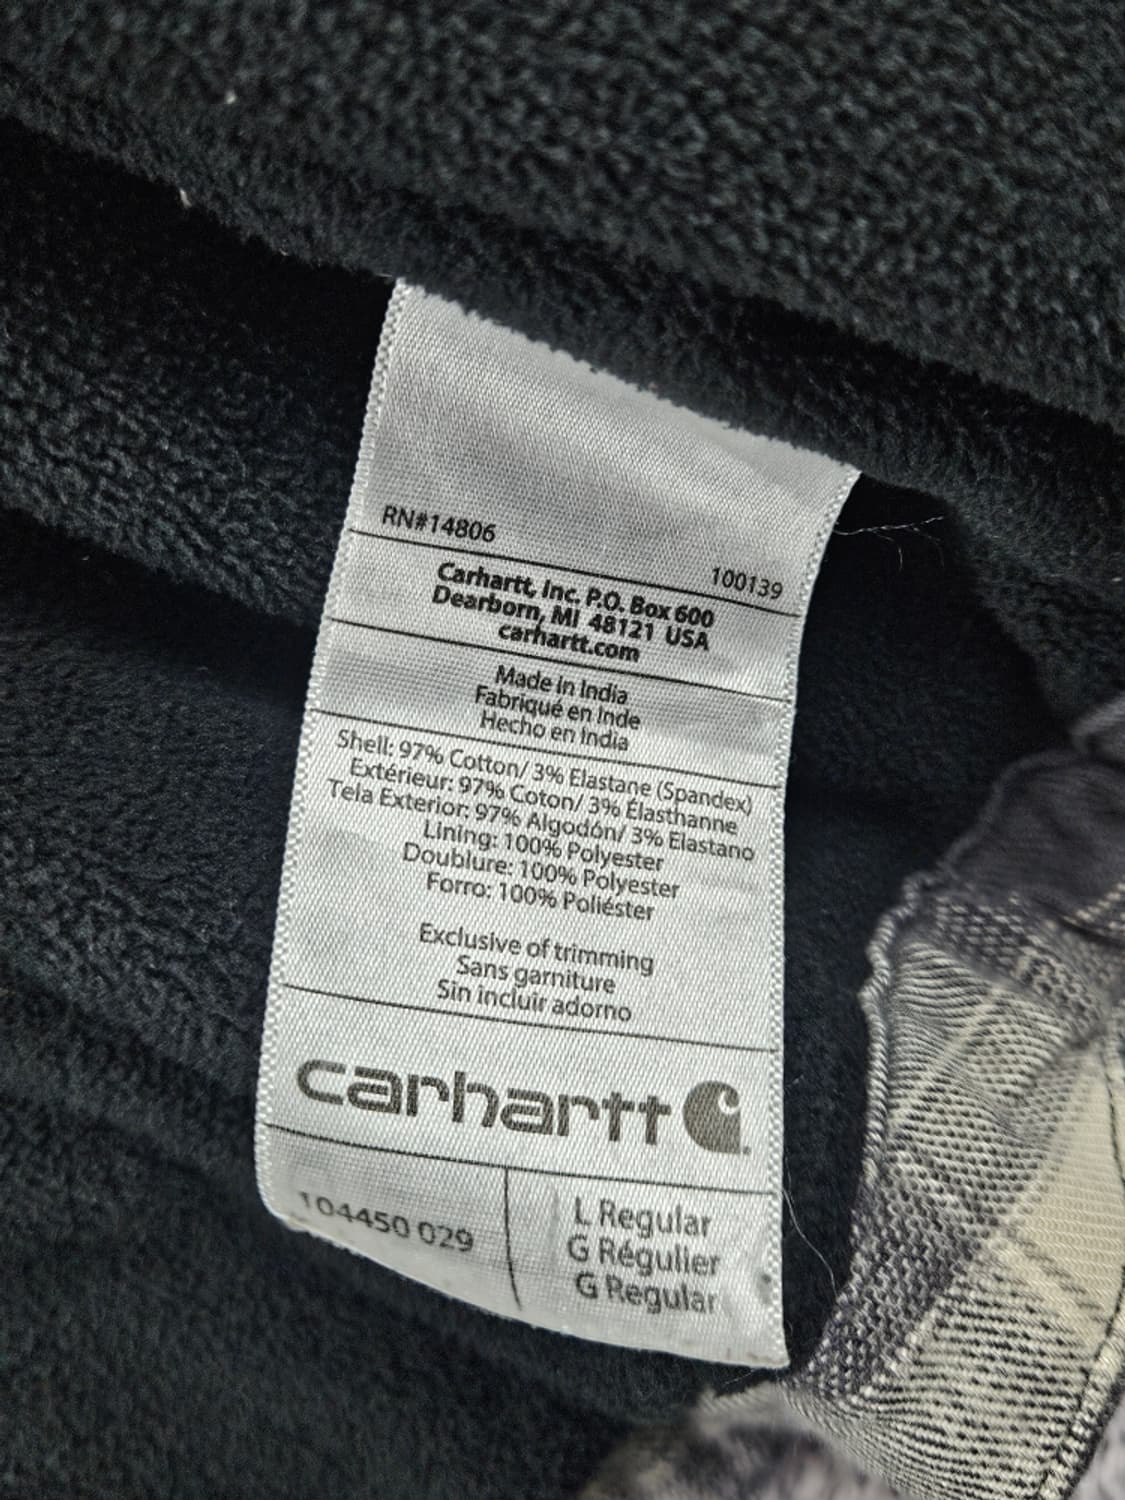 RN#14806
100139
Carhartt, Inc. P.O. Box 600
Dearborn, MI 48121 USA
carhartt.com
Made in India
Fabriqué en Inde
Hecho en India
Shell: 97% Cotton/ 3% Elastane (Spandex)
Extérieur: 97% Coton/ 3% Élasthanne
Tela Exterior: 97% Algodón/ 3% Elastano
Lining: 100% Polyester
Doublure: 100% Polyester
Forro: 100% Poliéster
Exclusive of trimming
Sans garniture
Sin incluir adorno
carhartt
104450 029
L Regular
G Régulier
G Regular